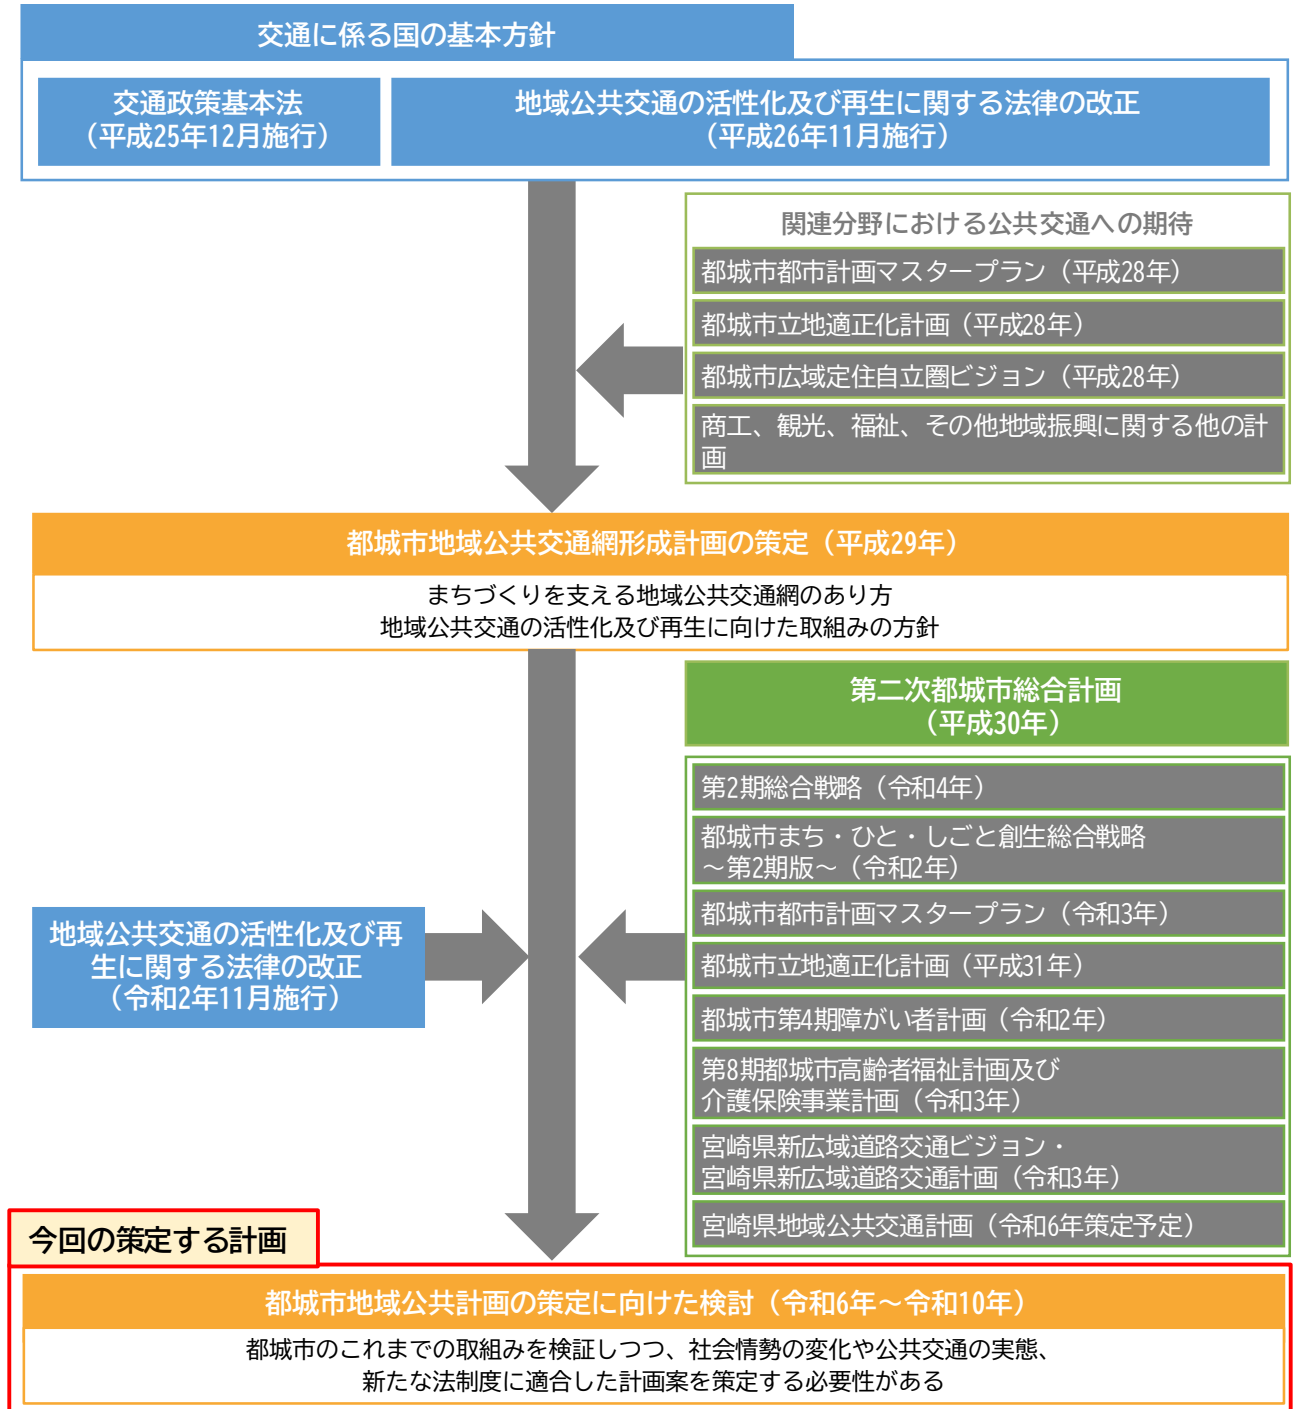 交通に係る国の基本方針
交通政策基本法
（平成25年12月施行）
地域公共交通の活性化及び再生に関する法律の改正
（平成26年11月施行）
関連分野における公共交通への期待
都城市都市計画マスタープラン（平成28年）
都城市立地適正化計画（平成28年）
都城市広域定住自立圏ビジョン（平成28年）
商工、観光、福祉、その他地域振興に関する他の計
画
都城市地域公共交通網形成計画の策定（平成29年）
まちづくりを支える地域公共交通網のあり方
地域公共交通の活性化及び再生に向けた取組みの方針
第二次都城市総合計画
（平成30年）
第2期総合戦略（令和4年）
都城市まち・ひと・しごと創生総合戦略
～第2期版～（令和2年）
都城市都市計画マスタープラン（令和3年）
都城市立地適正化計画（平成31年）
都城市第4期障がい者計画（令和2年）
第8期都城市高齢者福祉計画及び
介護保険事業計画（令和3年）
宮崎県新広域道路交通ビジョン・
宮崎県新広域道路交通計画（令和3年）
宮崎県地域公共交通計画（令和6年策定予定）
地域公共交通の活性化及び再
生に関する法律の改正
（令和2年11月施行）
今回の策定する計画
都城市地域公共計画の策定に向けた検討（令和6年～令和10年）
都城市のこれまでの取組みを検証しつつ、社会情勢の変化や公共交通の実態、
新たな法制度に適合した計画案を策定する必要性がある